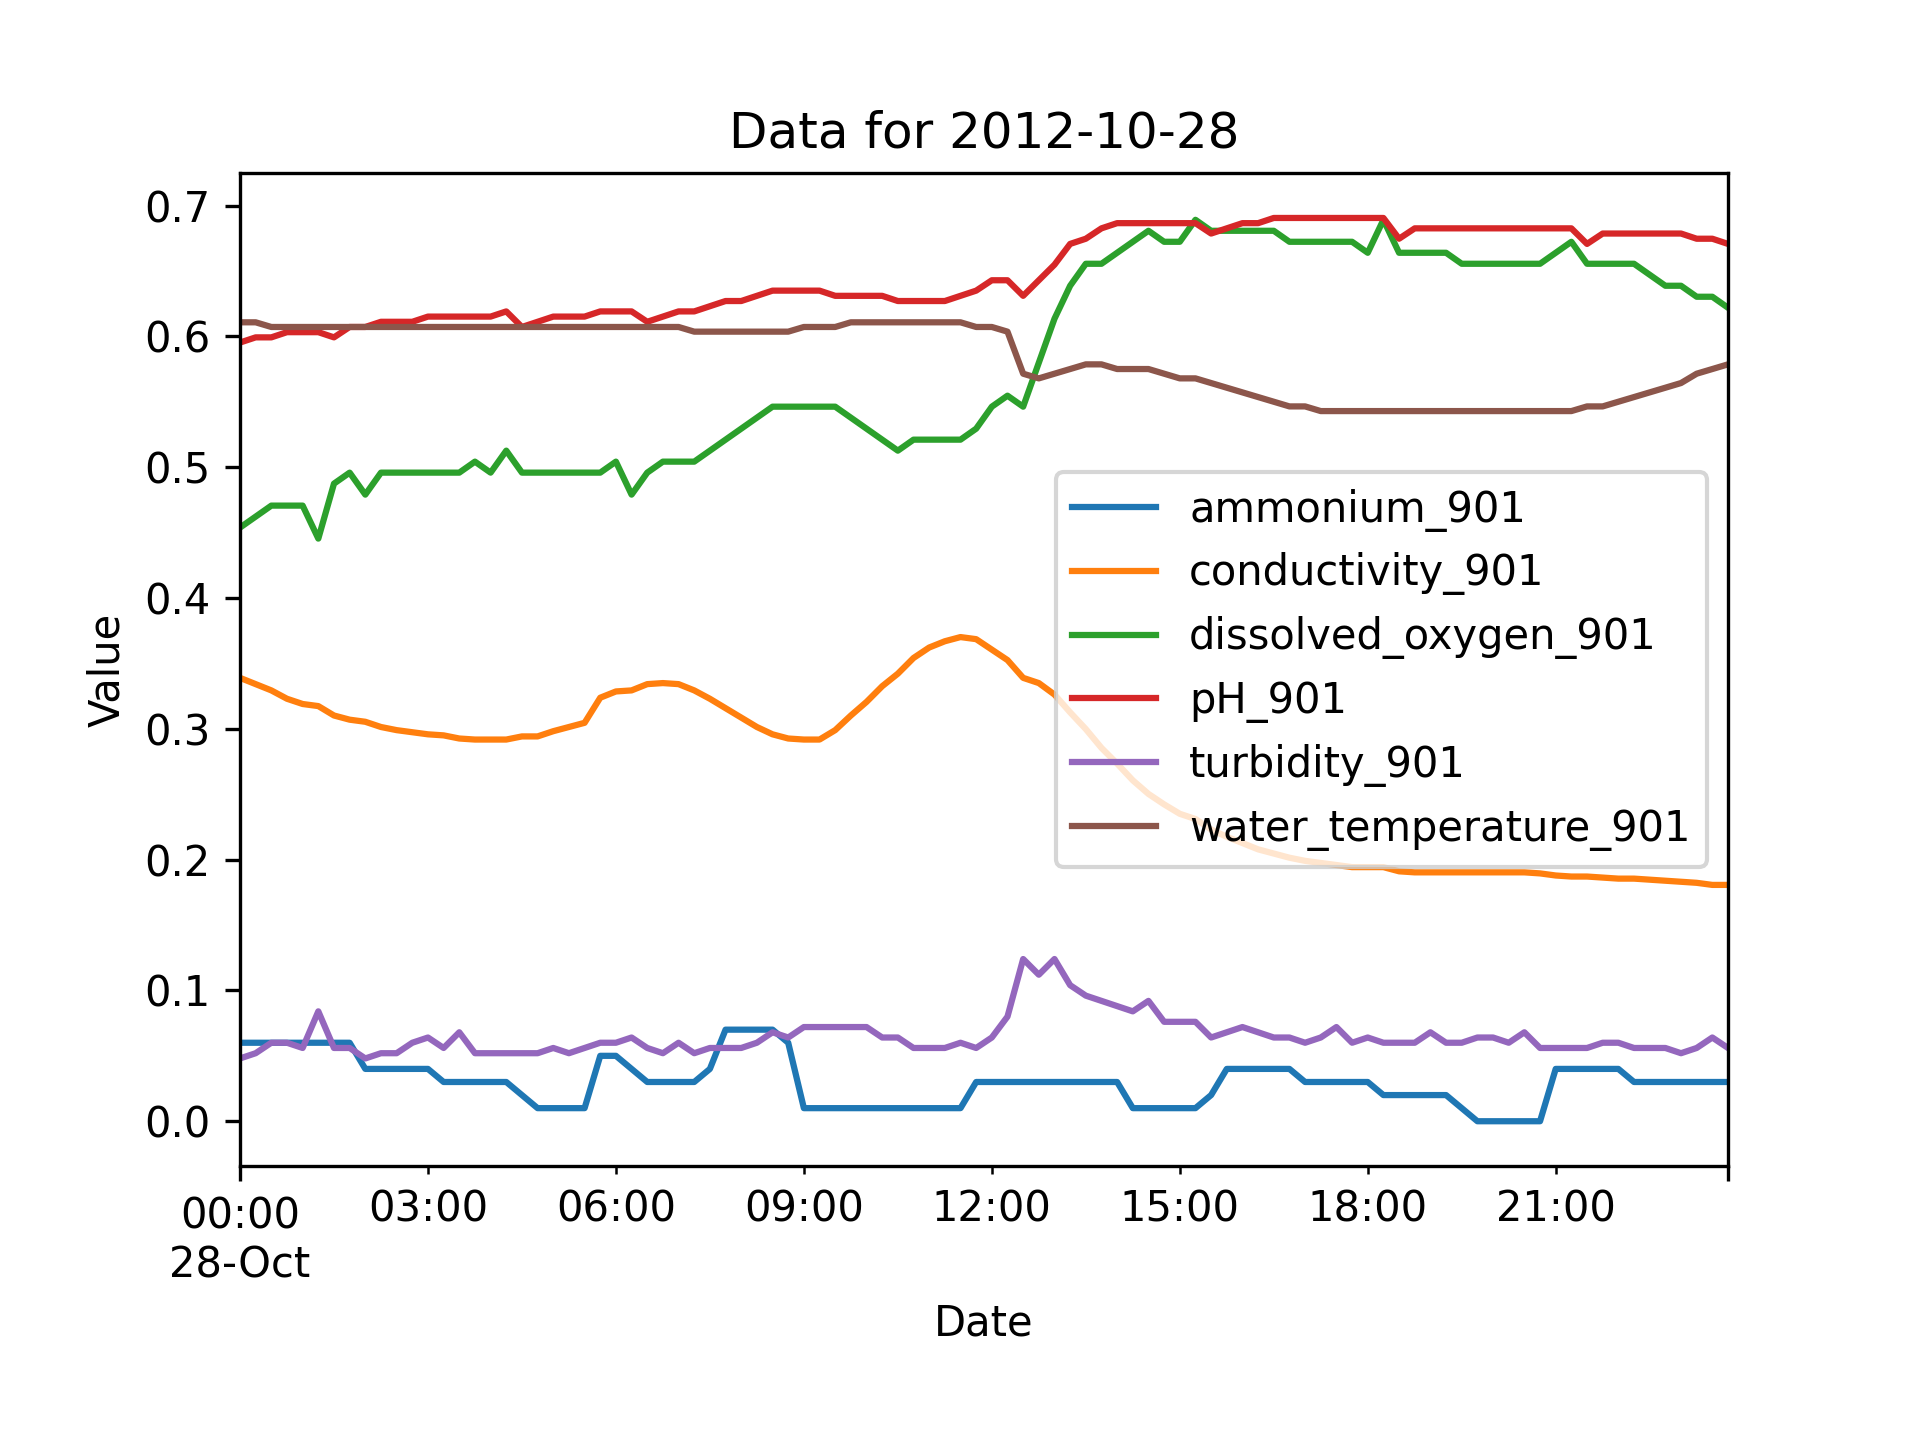 Data for 2012-10-28
0.7
0.6
0.5
0.4
0.3
0.2
0.1
0.0
Value
ammonium_901
conductivity_901
dissolved_oxygen_901
pH_901
turbidity_901
water_temperature_901
00:00 03:00 06:00 09:00 12:00 15:00 18:00 21:00
28-Oct
Date